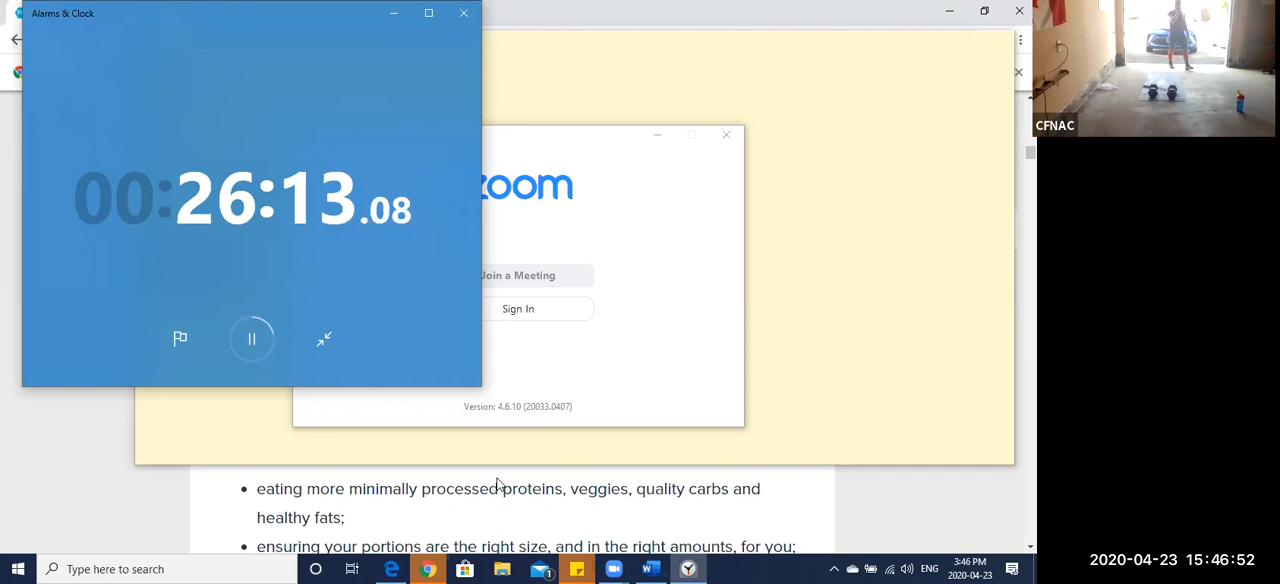 Alarms & Clock
00:26:13.08
zoom
Join a Meeting
Sign In
Version: 4.6.10 (20033.0407)
eating more minimally processed proteins, veggies, quality carbs and
healthy fats;
ensuring your portions are the right size, and in the right amounts, for you;
Type here to search
1
ENG
3:46 PM
2020-04-23
CFNAC
2020-04-23 15:46:52